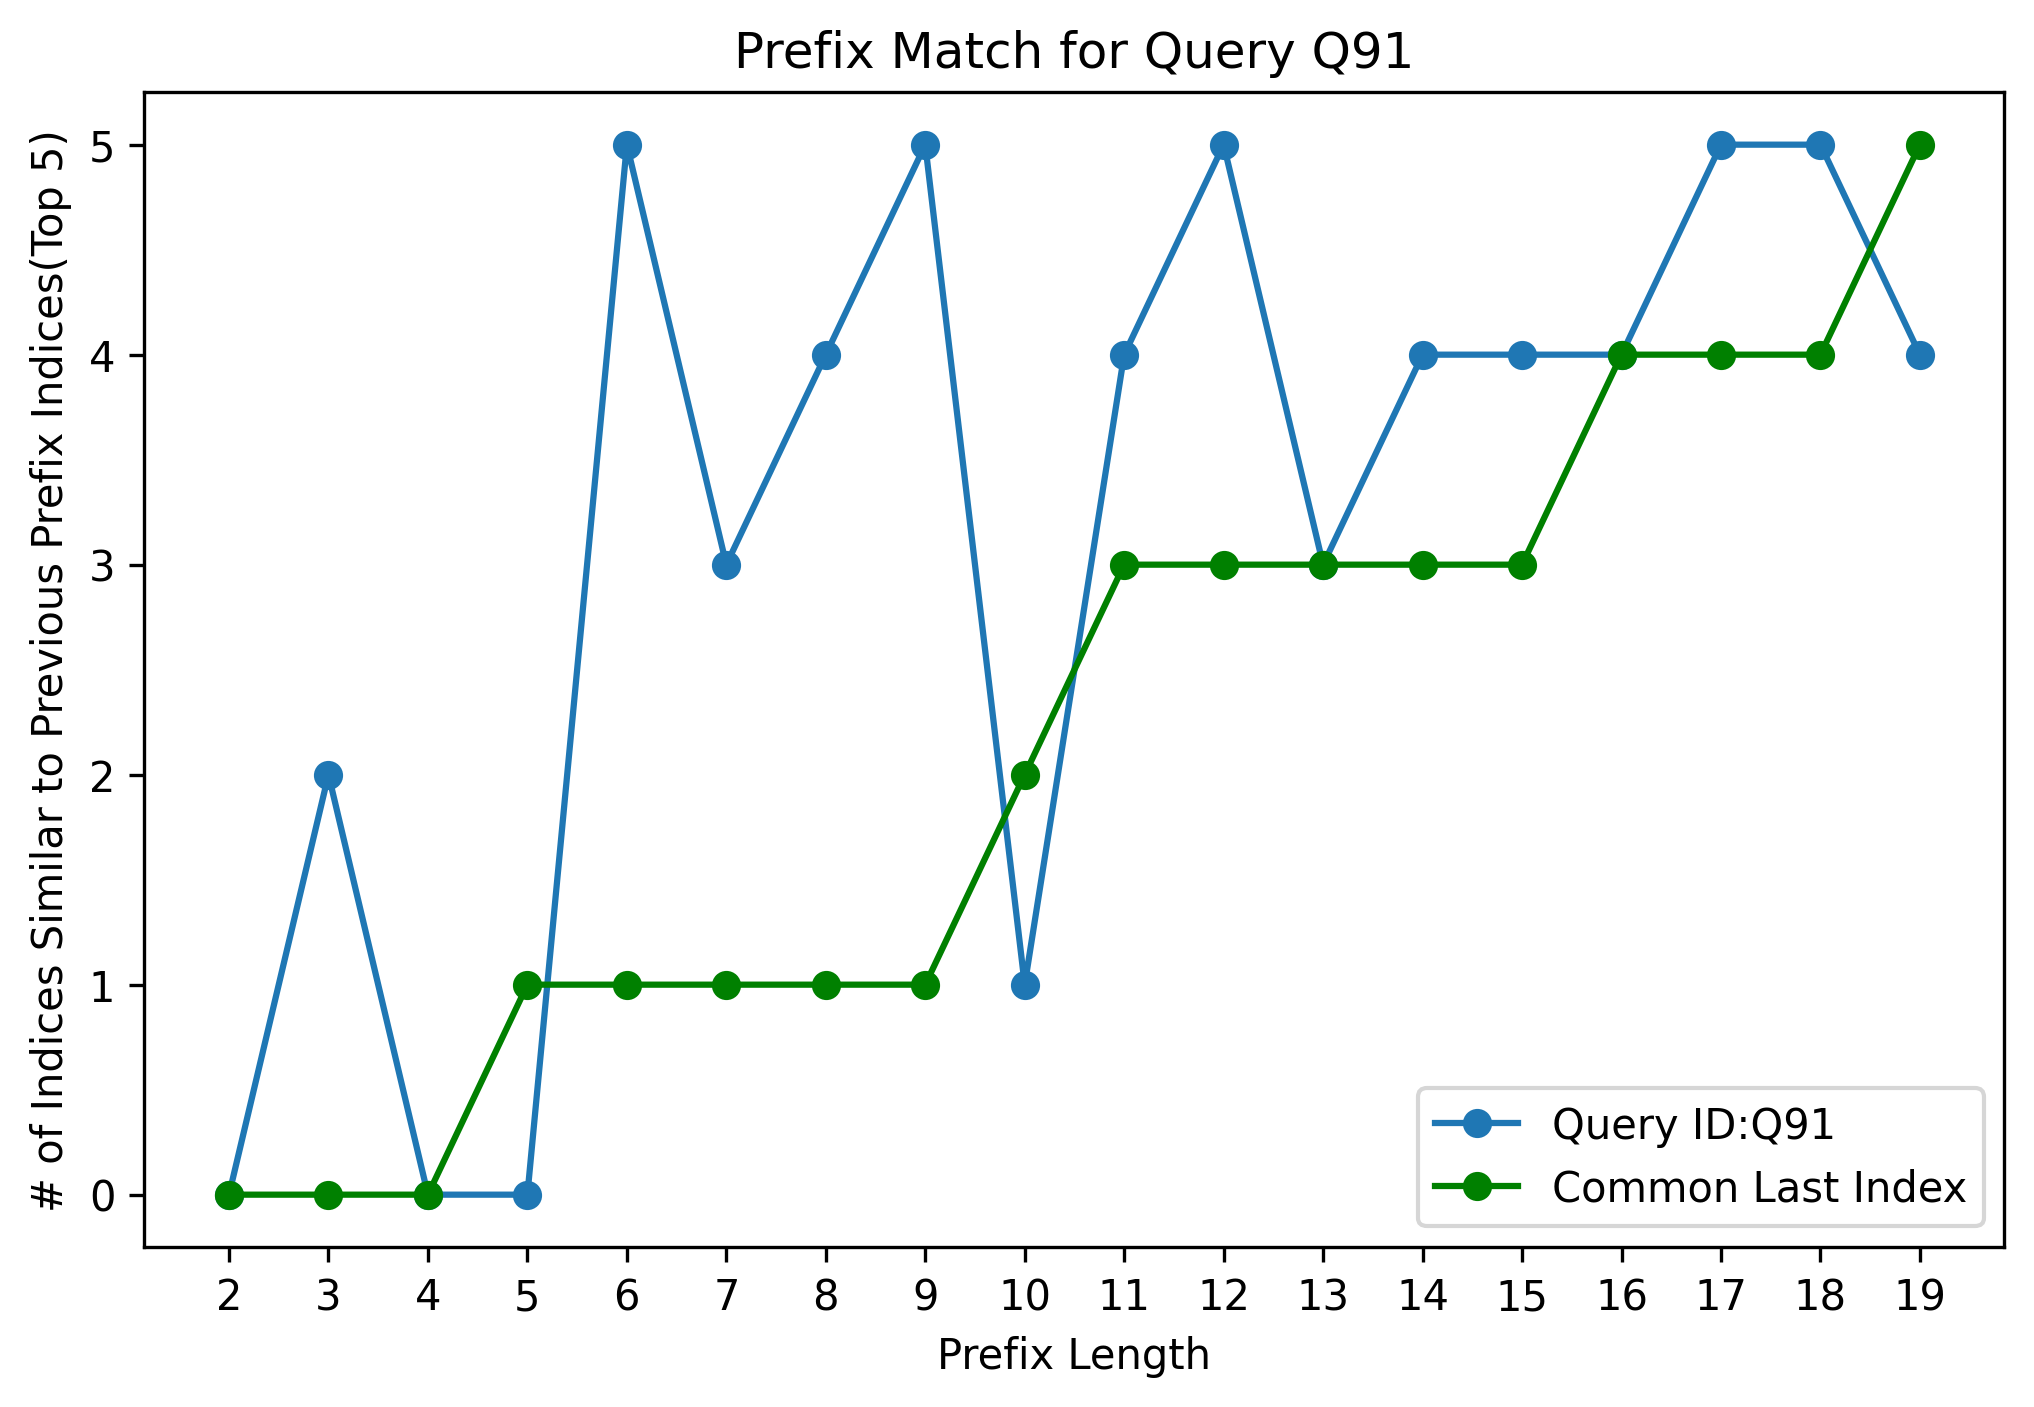 Prefix Match for Query Q91
# of Indices Similar to Previous Prefix Indices(Top 5)
5
4
3
2
1
0
Query ID:Q91
Common Last Index
2 3 4 5 6 7 8 9 10 11 12 13 14 15 16 17 18 19
Prefix Length